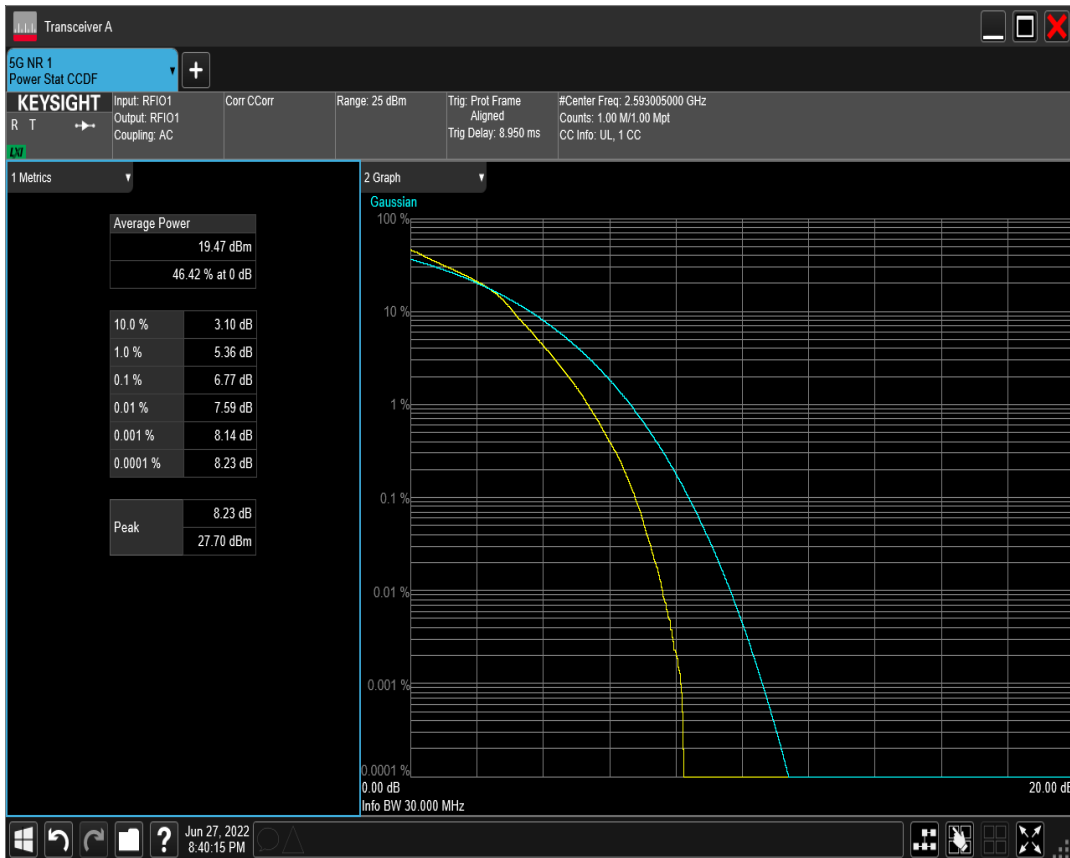 Transceiver A
5G NR 1
Power Stat CCDF
KEYSIGHT
R T
LXI
Input: RFIO1
Output: RFIO1
Coupling: AC
Corr CCorr
Range: 25 dBm
Trig: Prot Frame
Aligned
Trig Delay: 8.950 ms
#Center Freq: 2.593005000 GHz
Counts: 1.00 M/1.00 Mpt
CC Info: UL, 1 CC
1 Metrics
Average Power
19.47 dBm
46.42 % at 0 dB
10.0 % 3.10 dB
1.0 % 5.36 dB
0.1 % 6.77 dB
0.01 % 7.59 dB
0.001 % 8.14 dB
0.0001 % 8.23 dB
Peak
8.23 dB
27.70 dBm
2 Graph
Gaussian
100 %
10 %
1 %
0.1 %
0.01 %
0.001 %
0.0001 %
0.00 dB
20.00 dB
Info BW 30.000 MHz
?
Jun 27, 2022
8:40:15 PM